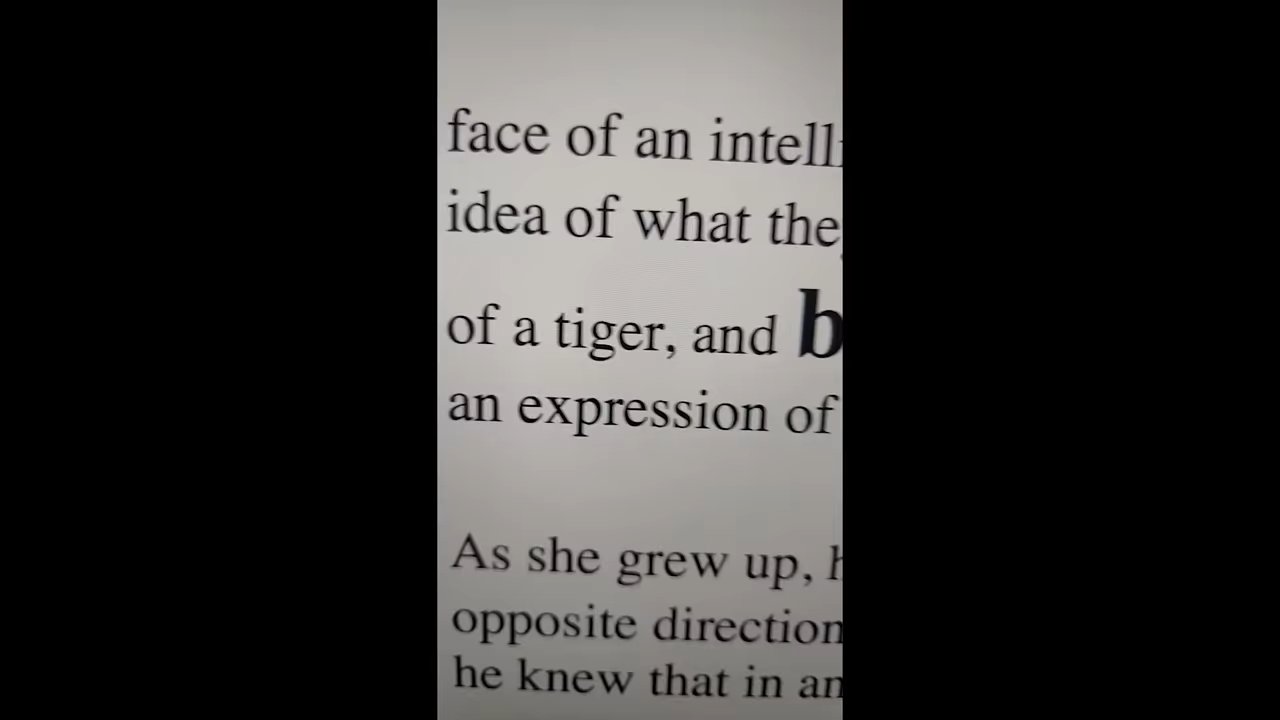 face of an intell
idea of what the
of a tiger, and b
an expression of
As she grew up, h
opposite direction
he knew that in an